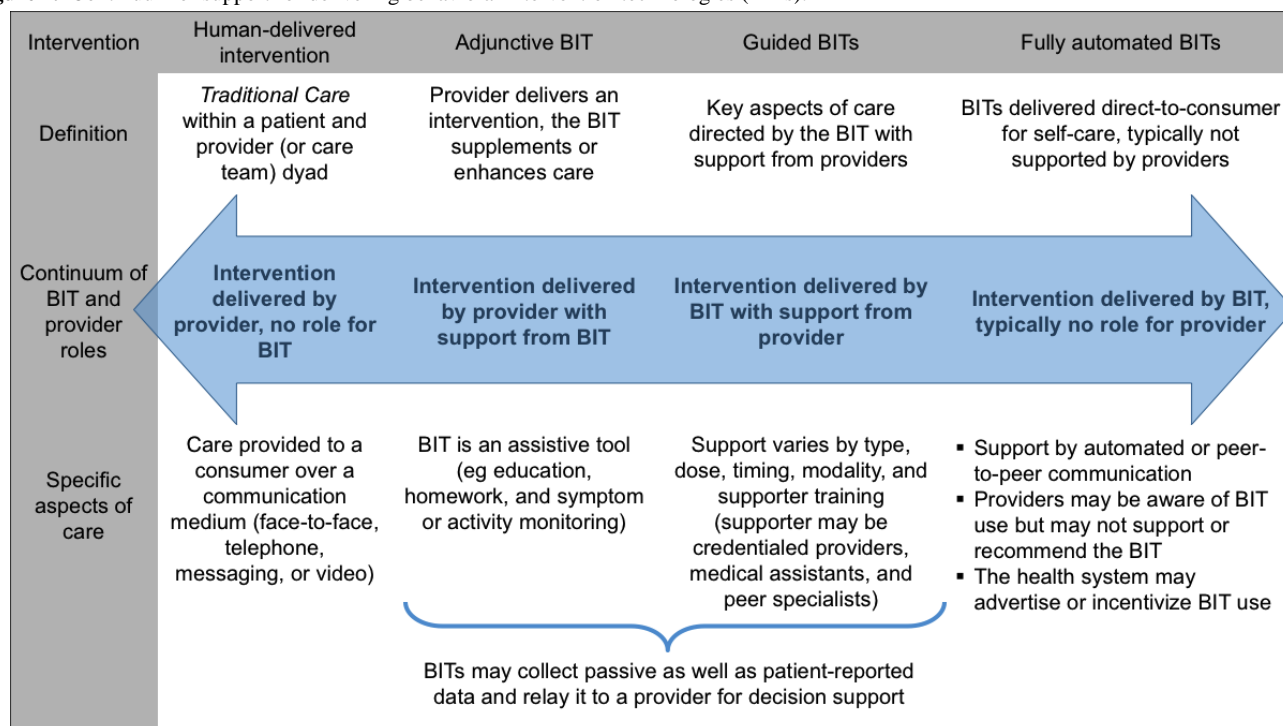 Intervention
Human-delivered
intervention
Adjunctive BIT
Guided BITs
Fully automated BITs
Definition
Traditional Care
within a patient and
provider (or care
team) dyad
Provider delivers an
intervention, the BIT
supplements or
enhances care
Key aspects of care
directed by the BIT with
support from providers
BITs delivered direct-to-consumer
for self-care, typically not
supported by providers
Continuum of
BIT and
provider
roles
Intervention
delivered by
provider, no role for
BIT
Intervention delivered
by provider with
support from BIT
Intervention delivered by
BIT with support from
provider
Intervention delivered by BIT,
typically no role for provider
Specific
aspects of
care
Care provided to a
consumer over a
communication
medium (face-to-face,
telephone,
messaging, or video)
BIT is an assistive tool
(eg education,
homework, and symptom
or activity monitoring)
Support varies by type,
dose, timing, modality, and
supporter training
(supporter may be
credentialed providers,
medical assistants, and
peer specialists)
▪ Support by automated or peer-
to-peer communication
▪ Providers may be aware of BIT
use but may not support or
recommend the BIT
▪ The health system may
advertise or incentivize BIT use
BITs may collect passive as well as patient-reported
data and relay it to a provider for decision support